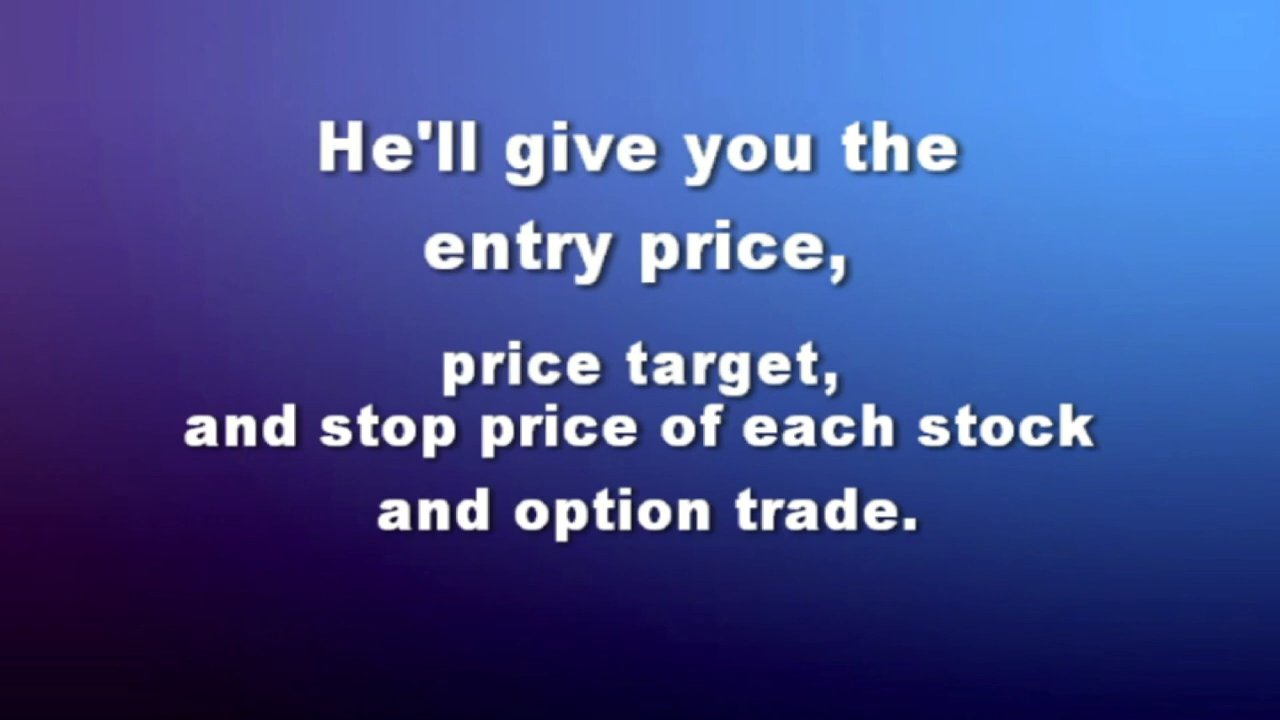 He'll give you the
entry price,
price target,
and stop price of each stock
and option trade.